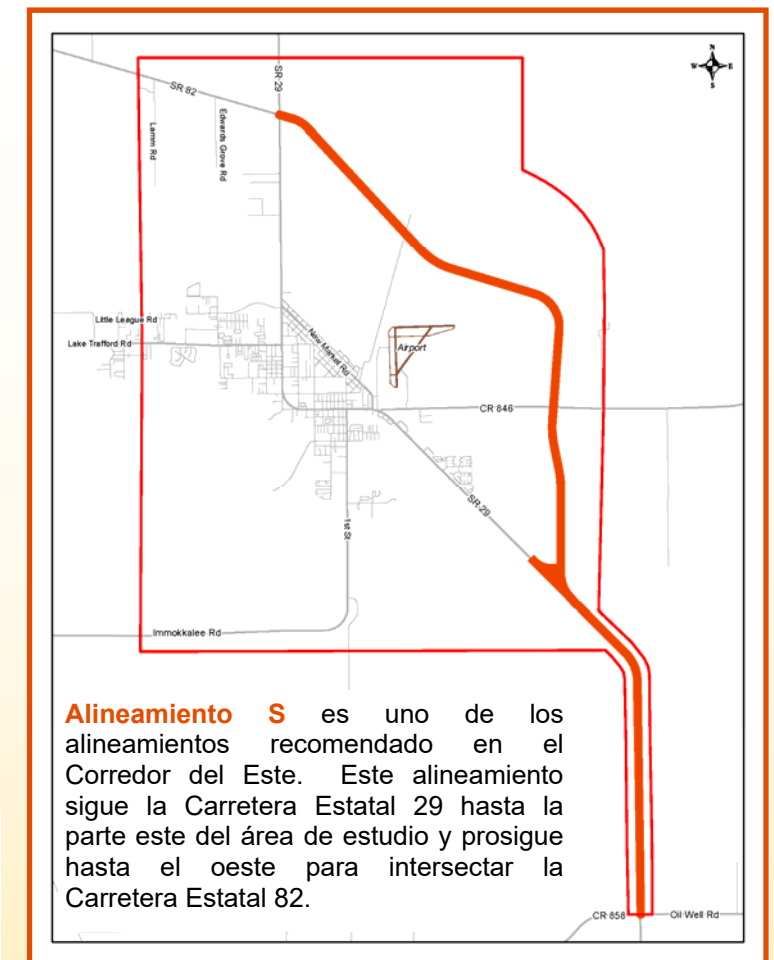 N
W E
S
SR 82
SR 29
Lamm Rd
Edwards Grove Rd
Little League Rd
Lake Trafford Rd
New Market Rd
Airport
CR 846
SR 29
1st St
Immokkalee Rd
Alineamiento S es uno de los
alineamientos recomendado en el
Corredor del Este. Este alineamiento
sigue la Carretera Estatal 29 hasta la
parte este del área de estudio y prosigue
hasta el oeste para intersectar la
Carretera Estatal 82.
CR 858 Oil Well Rd